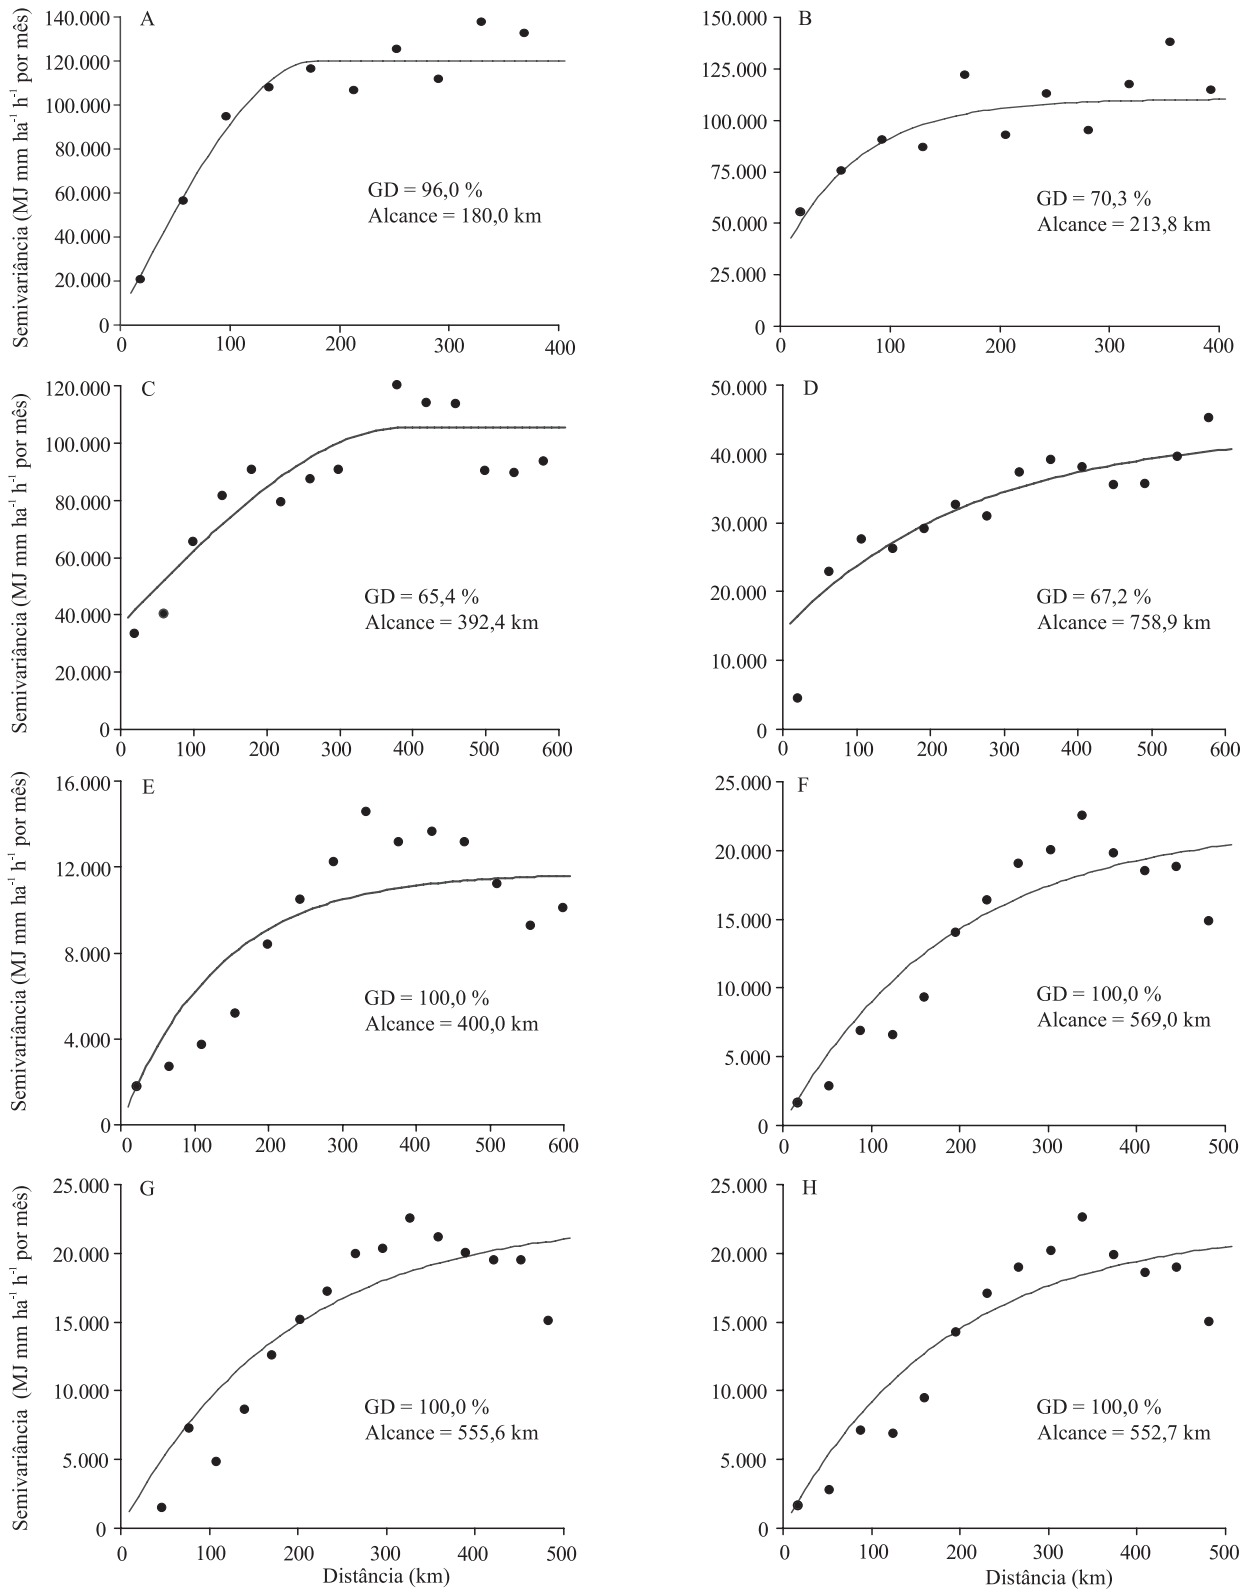 A
Semivariância (MJ mm ha⁻¹ h⁻¹ por mês)
140.000
120.000
100.000
80.000
60.000
40.000
20.000
0
GD = 96,0 %
Alcance = 180,0 km
0 100 200 300 400
B
150.000
125.000
100.000
75.000
50.000
25.000
0
GD = 70,3 %
Alcance = 213,8 km
0 100 200 300 400
C
Semivariância (MJ mm ha⁻¹ h⁻¹ por mês)
120.000
100.000
80.000
60.000
40.000
20.000
0
GD = 65,4 %
Alcance = 392,4 km
0 100 200 300 400 500 600
D
50.000
40.000
30.000
20.000
10.000
0
GD = 67,2 %
Alcance = 758,9 km
0 100 200 300 400 500 600
E
Semivariância (MJ mm ha⁻¹ h⁻¹ por mês)
16.000
12.000
8.000
4.000
0
GD = 100,0 %
Alcance = 400,0 km
0 100 200 300 400 500 600
F
25.000
20.000
15.000
10.000
5.000
0
GD = 100,0 %
Alcance = 569,0 km
0 100 200 300 400 500
G
Semivariância (MJ mm ha⁻¹ h⁻¹ por mês)
25.000
20.000
15.000
10.000
5.000
0
GD = 100,0 %
Alcance = 555,6 km
0 100 200 300 400 500
Distância (km)
H
25.000
20.000
15.000
10.000
5.000
0
GD = 100,0 %
Alcance = 552,7 km
0 100 200 300 400 500
Distância (km)